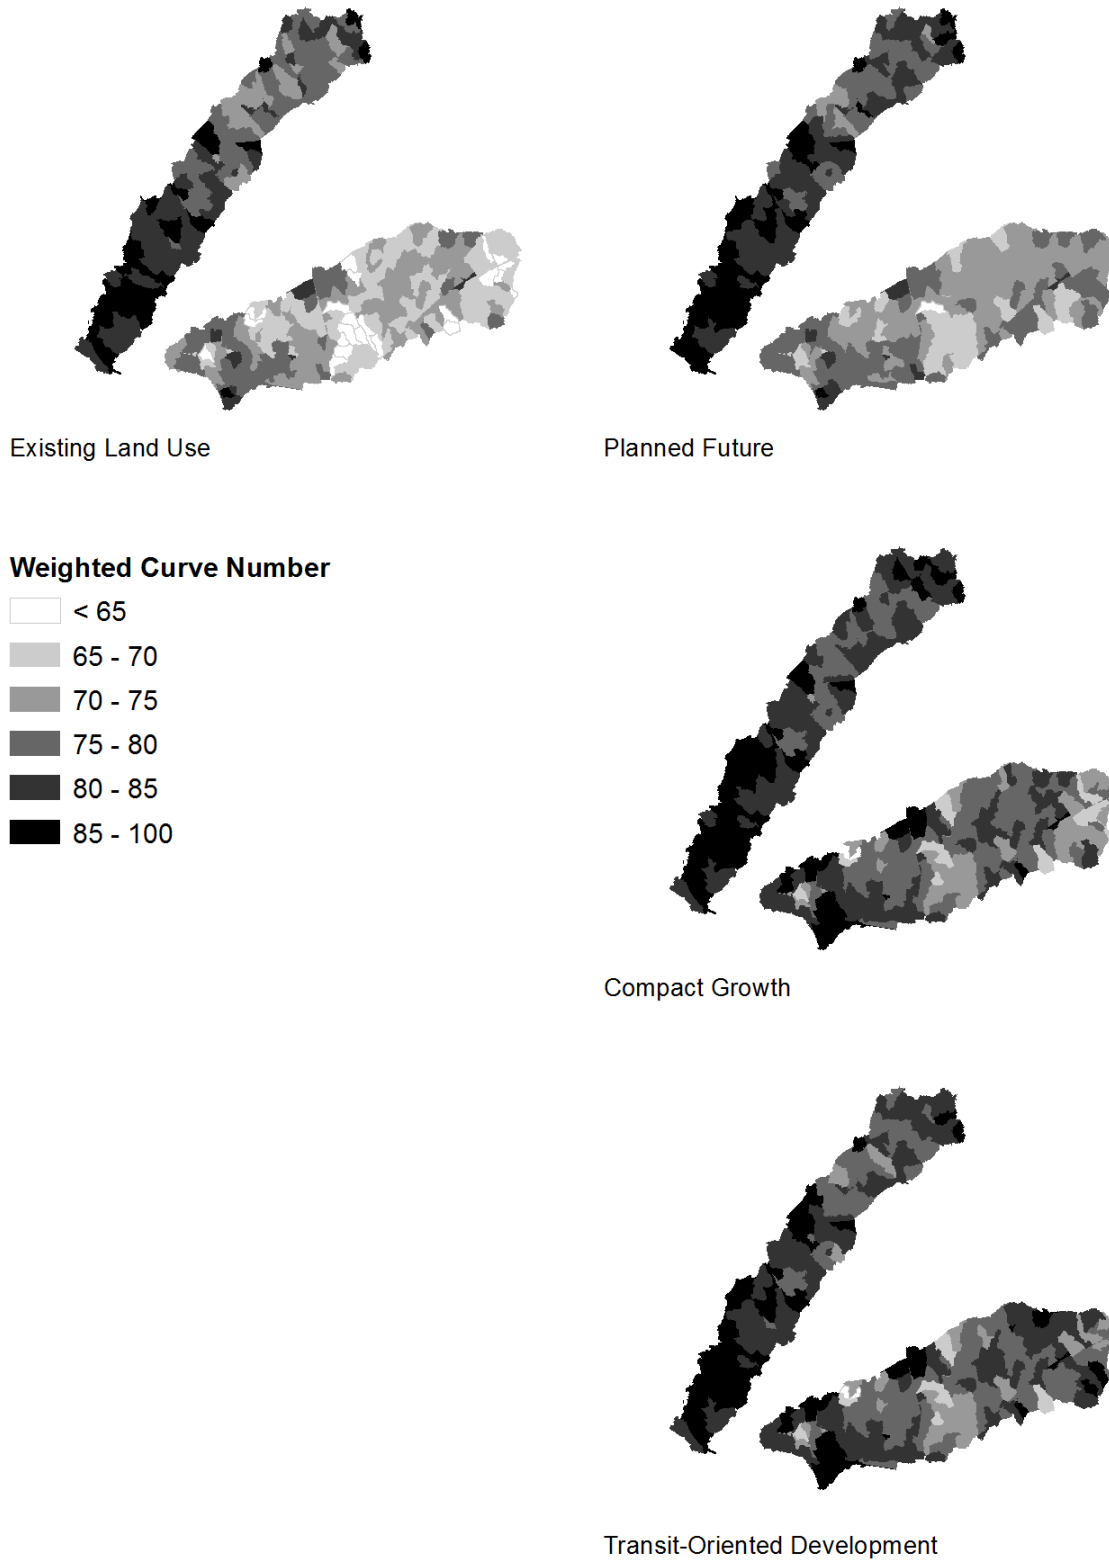 Existing Land Use
Planned Future
Weighted Curve Number
< 65
65 - 70
70 - 75
75 - 80
80 - 85
85 - 100
Compact Growth
Transit-Oriented Development